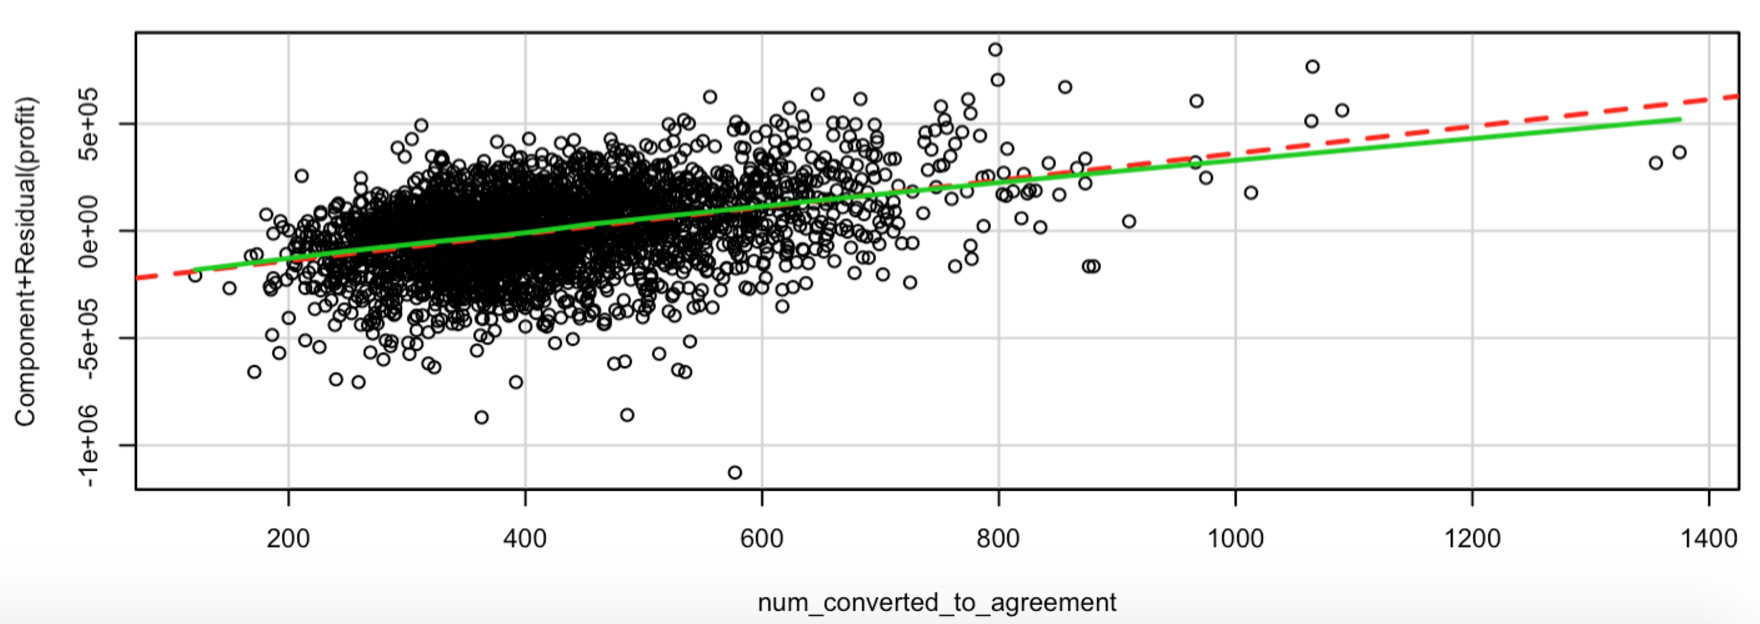 Component+Residual(profit)
5e+05
0e+00
-5e+05
-1e+06
200 400 600 800 1000 1200 1400
num_converted_to_agreement